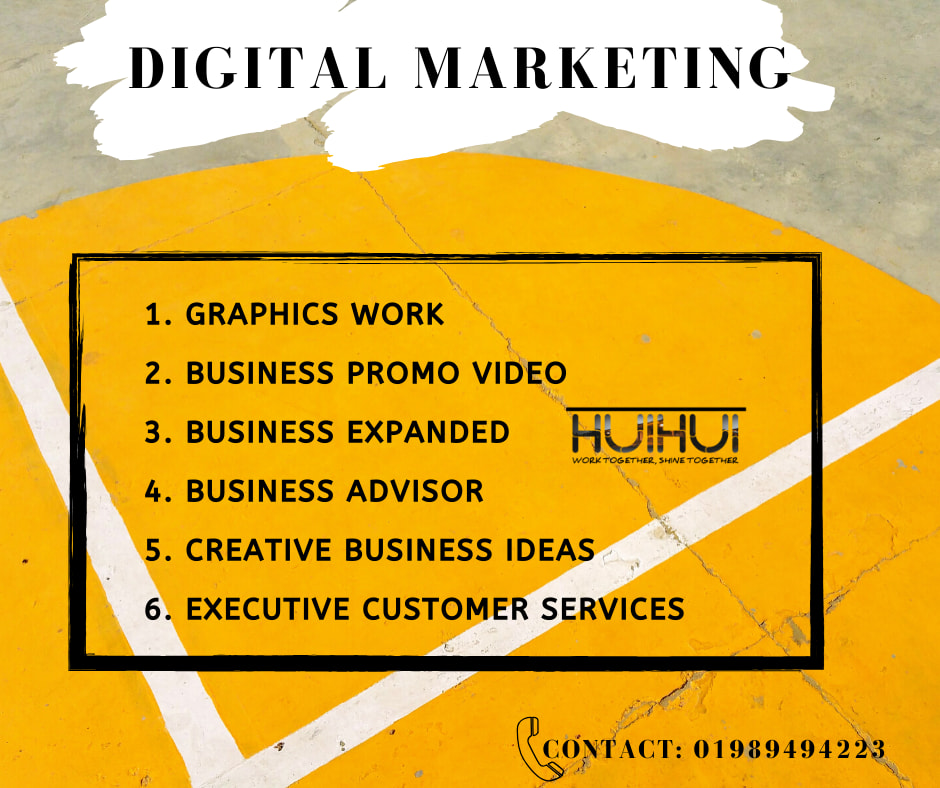 DIGITAL MARKETING
1. GRAPHICS WORK
2. BUSINESS PROMO VIDEO
3. BUSINESS EXPANDED
HUIHUI
WORK TOGETHER, SHINE TOGETHER
4. BUSINESS ADVISOR
5. CREATIVE BUSINESS IDEAS
6. EXECUTIVE CUSTOMER SERVICES
CONTACT: 01989494223